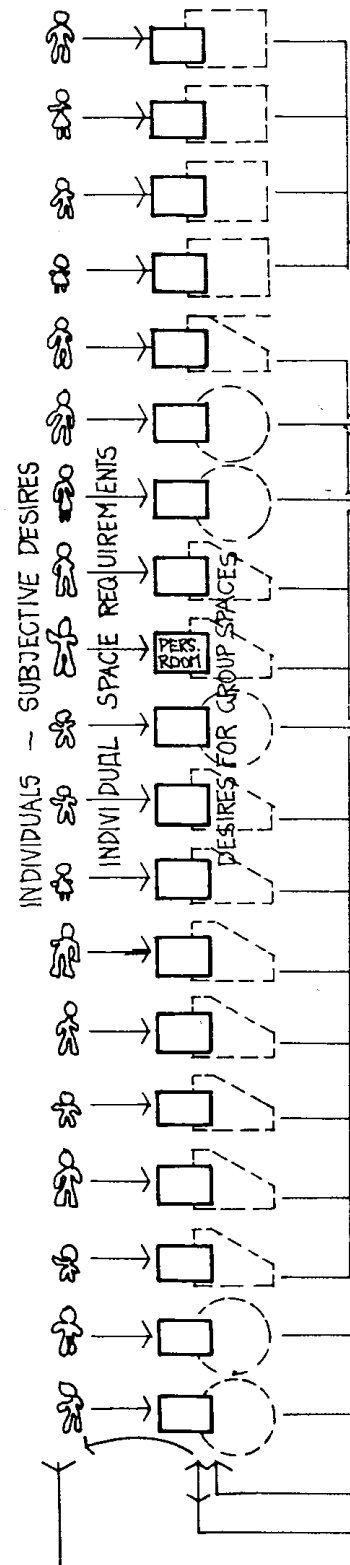 INDIVIDUALS ~ SUBJECTIVE DESIRES
INDIVIDUAL SPACE REQUIREMENTS
DESIRES FOR GROUP SPACES
PERS.
ROOM